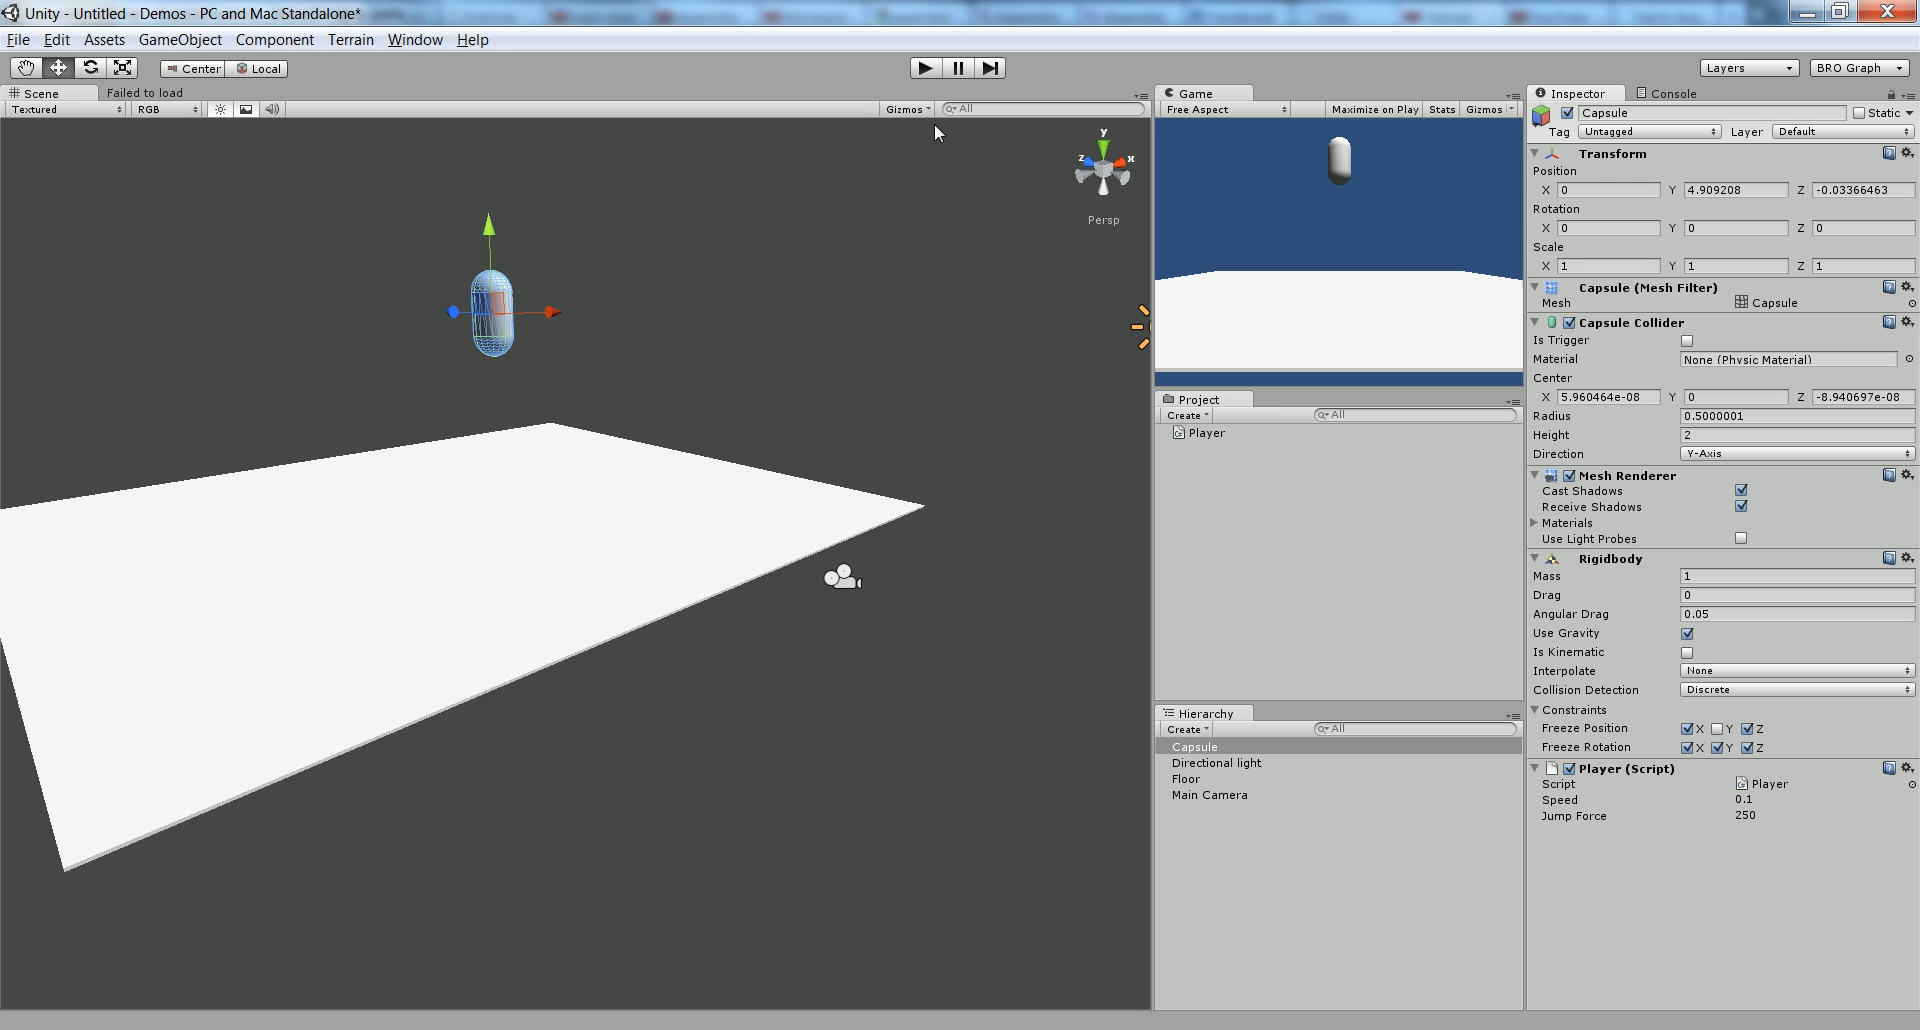 Unity - Untitled - Demos - PC and Mac Standalone*
File Edit Assets GameObject Component Terrain Window Help
Center Local
Layers BRO Graph
Scene Failed to load
Textured RGB Gizmos All
y
z x
Persp
Game
Free Aspect Maximize on Play Stats Gizmos
Project
Create All
Player
Hierarchy
Create All
Capsule
Directional light
Floor
Main Camera
Inspector Console
Capsule Static
Tag Untagged Layer Default
Transform
Position
X 0 Y 4.909208 Z -0.03366463
Rotation
X 0 Y 0 Z 0
Scale
X 1 Y 1 Z 1
Capsule (Mesh Filter)
Mesh Capsule
Capsule Collider
Is Trigger
Material None (Physic Material)
Center
X 5.960464e-08 Y 0 Z -8.940697e-08
Radius 0.5000001
Height 2
Direction Y-Axis
Mesh Renderer
Cast Shadows
Receive Shadows
Materials
Use Light Probes
Rigidbody
Mass 1
Drag 0
Angular Drag 0.05
Use Gravity
Is Kinematic
Interpolate None
Collision Detection Discrete
Constraints
Freeze Position X Y Z
Freeze Rotation X Y Z
Player (Script)
Script Player
Speed 0.1
Jump Force 250